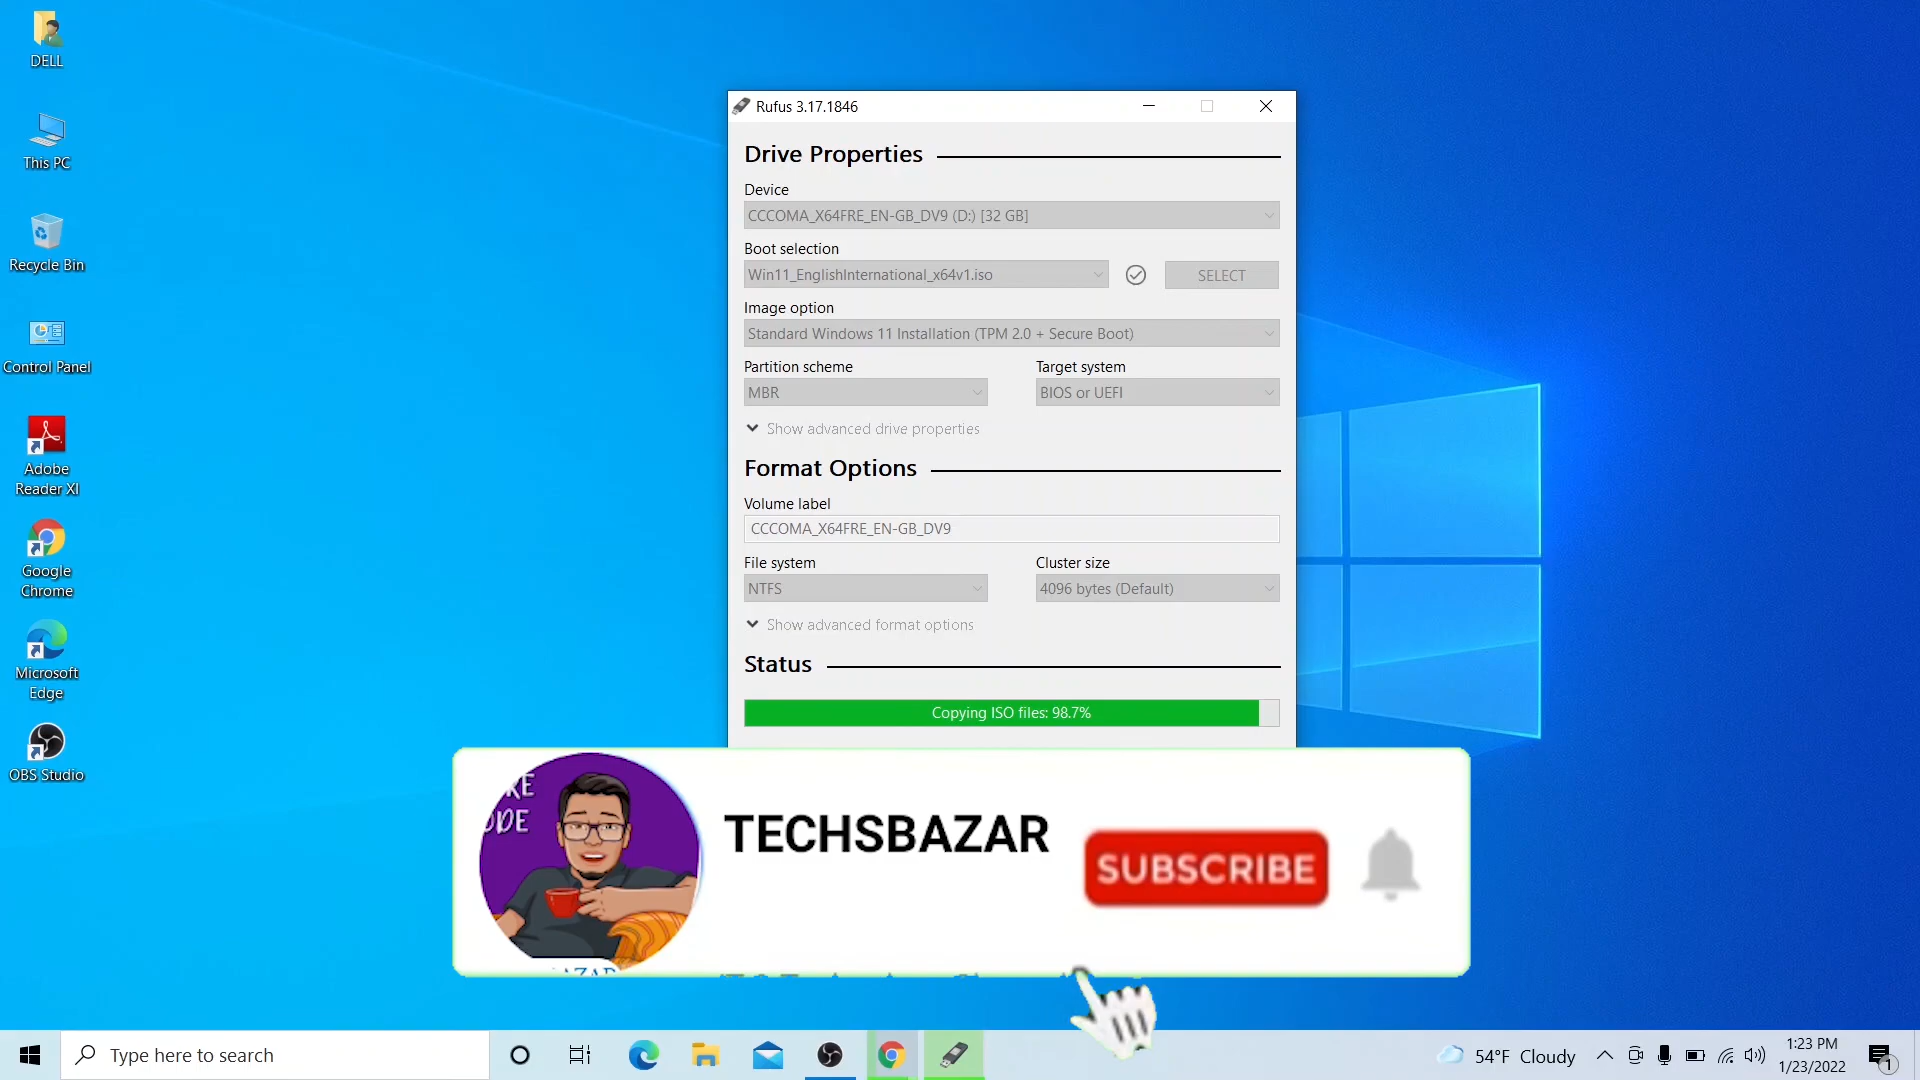 DELL
This PC
Recycle Bin
Control Panel
Adobe
Reader XI
Google
Chrome
Microsoft
Edge
OBS Studio
Rufus 3.17.1846
Drive Properties
Device
CCCOMA_X64FRE_EN-GB_DV9 (D:) [32 GB]
Boot selection
Win11_EnglishInternational_x64v1.iso
SELECT
Image option
Standard Windows 11 Installation (TPM 2.0 + Secure Boot)
Partition scheme
Target system
MBR
BIOS or UEFI
Show advanced drive properties
Format Options
Volume label
CCCOMA_X64FRE_EN-GB_DV9
File system
Cluster size
NTFS
4096 bytes (Default)
Show advanced format options
Status
Copying ISO files: 98.7%
TECHSBAZAR
SUBSCRIBE
Type here to search
54°F Cloudy
1:23 PM
1/23/2022
1